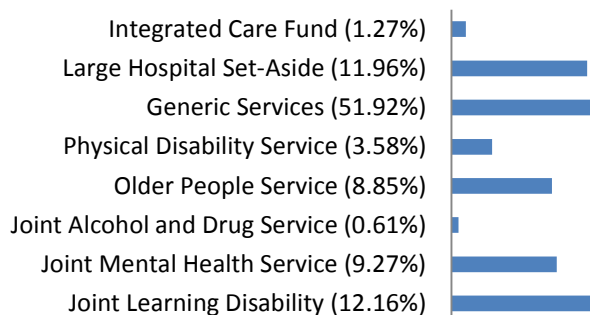 Integrated Care Fund (1.27%)
Large Hospital Set-Aside (11.96%)
Generic Services (51.92%)
Physical Disability Service (3.58%)
Older People Service (8.85%)
Joint Alcohol and Drug Service (0.61%)
Joint Mental Health Service (9.27%)
Joint Learning Disability (12.16%)